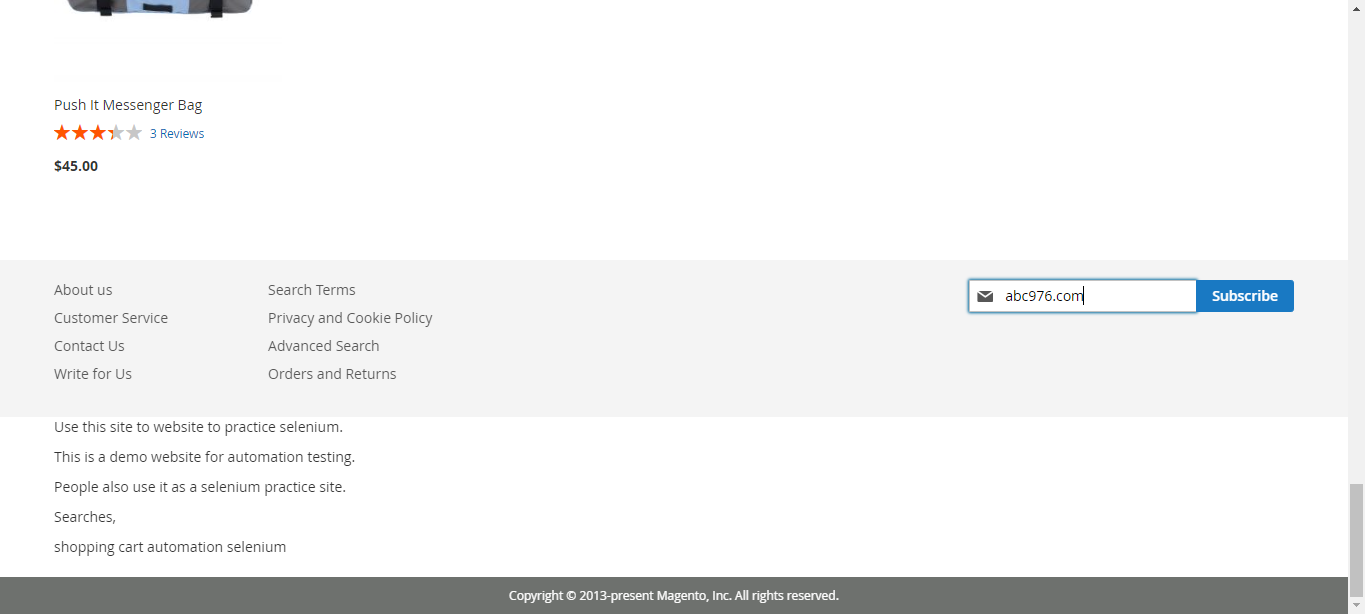 Push It Messenger Bag
3 Reviews
$45.00
About us
Customer Service
Contact Us
Write for Us
Search Terms
Privacy and Cookie Policy
Advanced Search
Orders and Returns
abc976.com
Subscribe
Use this site to website to practice selenium.
This is a demo website for automation testing.
People also use it as a selenium practice site.
Searches,
shopping cart automation selenium
Copyright © 2013-present Magento, Inc. All rights reserved.